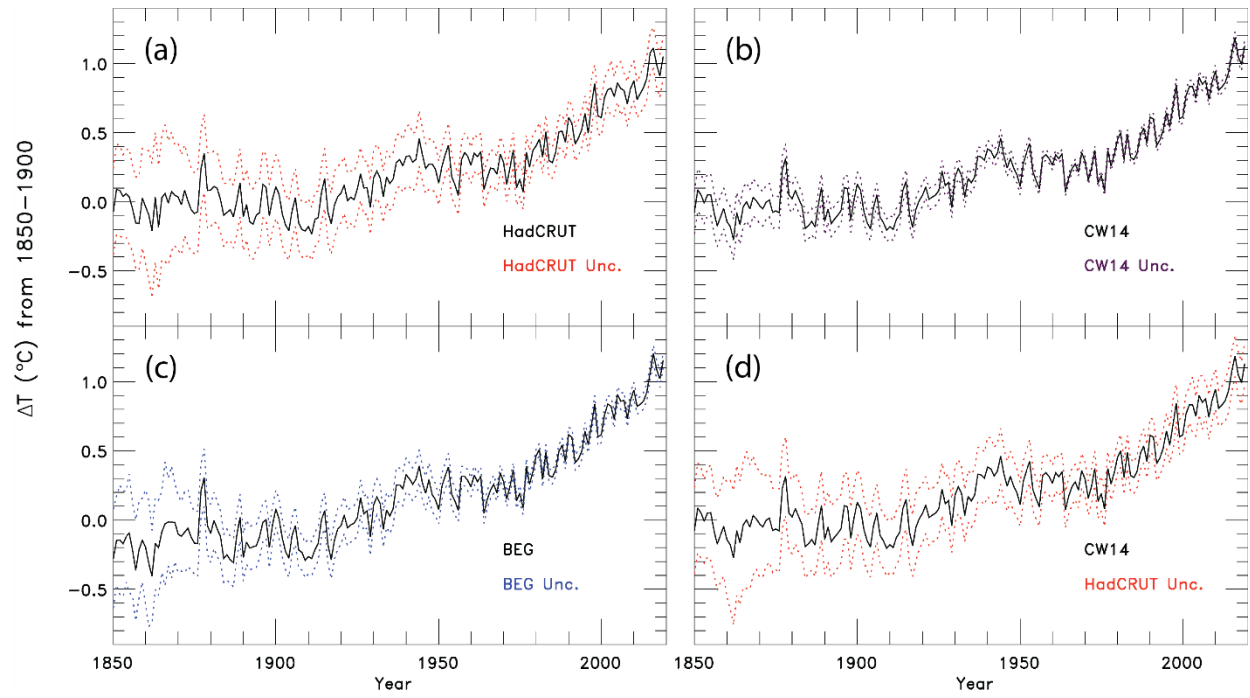 ΔT (°C) from 1850−1900
(a)
1.0
0.5
0.0
−0.5
HadCRUT
HadCRUT Unc.
(b)
CW14
CW14 Unc.
(c)
1.0
0.5
0.0
−0.5
BEG
BEG Unc.
1850
1900
1950
2000
Year
(d)
CW14
HadCRUT Unc.
1850
1900
1950
2000
Year